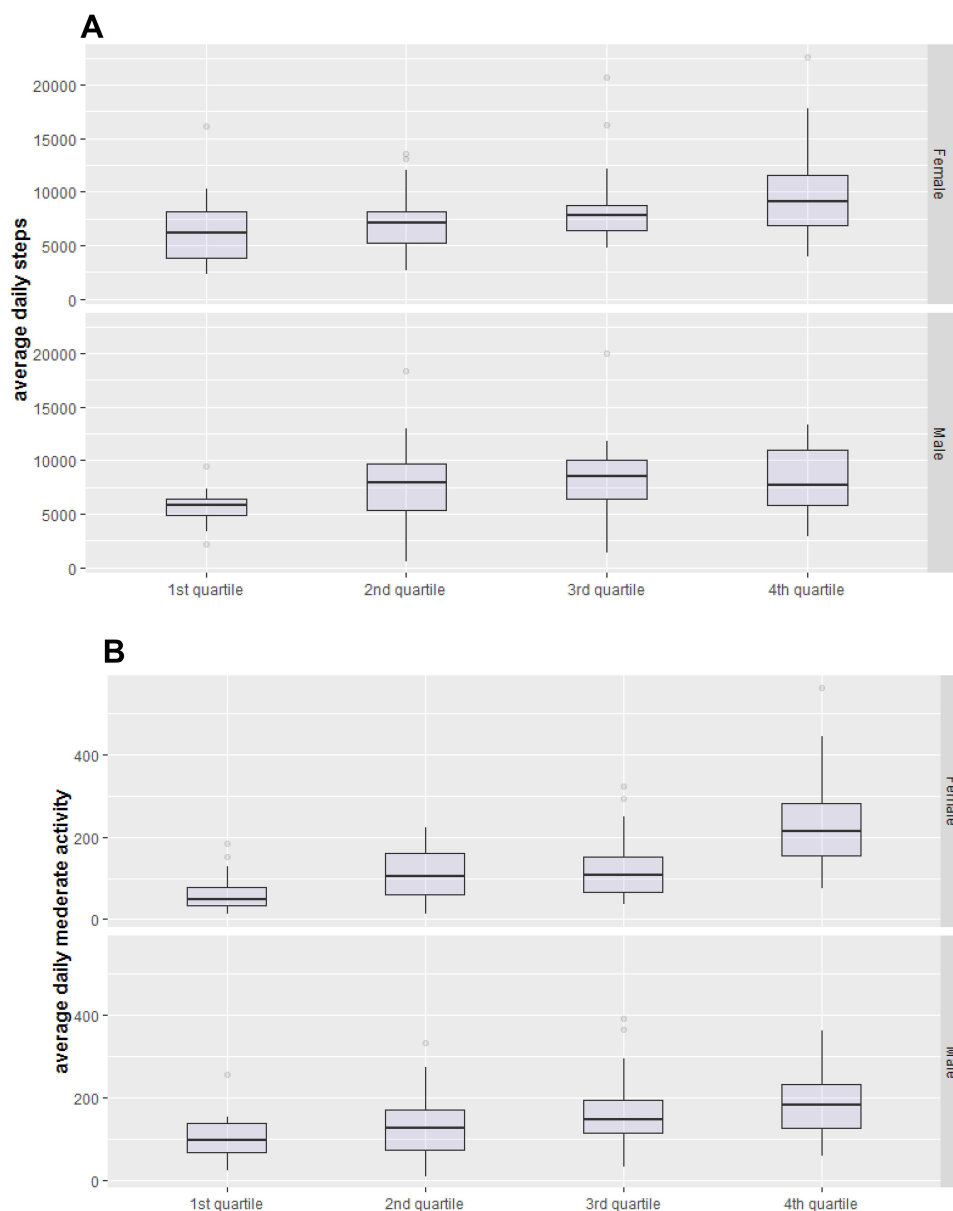 A
average daily steps
20000
15000
10000
5000
0
Female
20000
15000
10000
5000
0
Male
1st quartile
2nd quartile
3rd quartile
4th quartile
B
average daily mederate activity
400
200
0
Female
400
200
0
Male
1st quartile
2nd quartile
3rd quartile
4th quartile